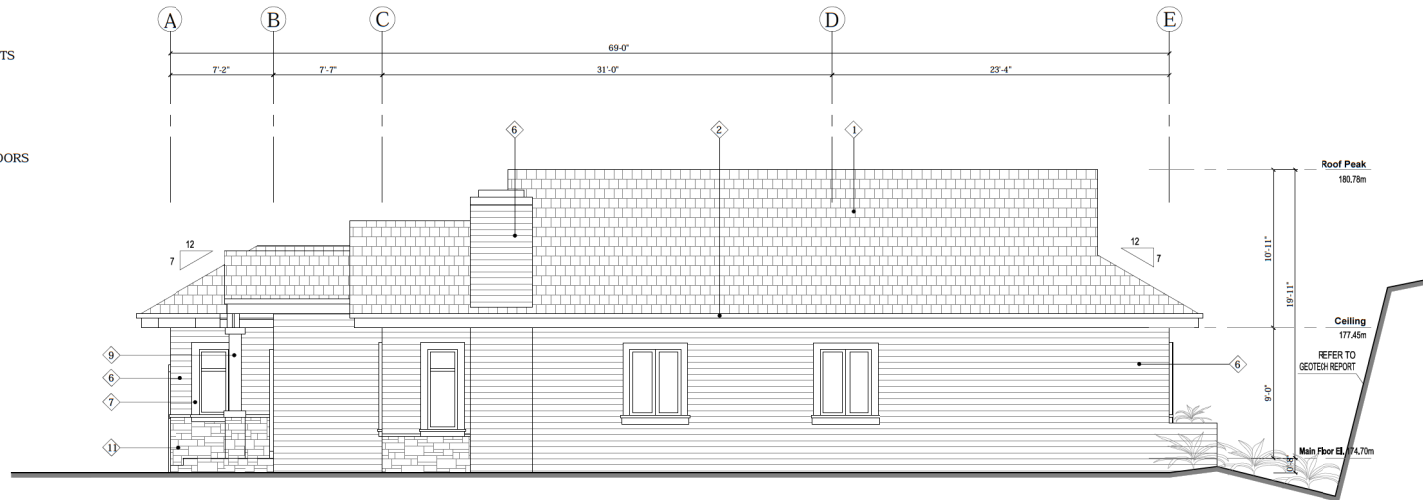 A B C D E
TS
69'-0"
7'-2" 7'-7" 31'-0" 23'-4"
6 2 1
OORS
Roof Peak
180.78m
12
7
12
7
10'-11"
19'-11"
Ceiling
177.45m
9
6
7
11
6
REFER TO
GEOTECH REPORT
9'-0"
Main Floor El. 174.70m